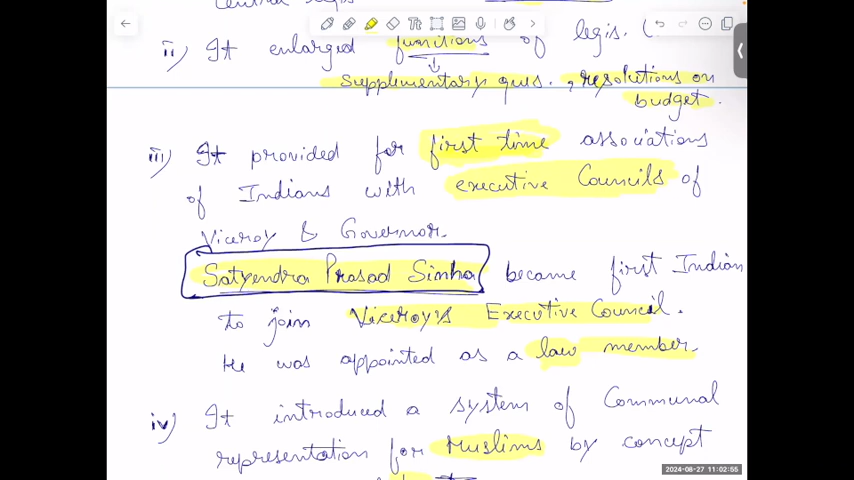 central legis
ii) It enlarged functions of legis. (
supplementary ques. , resolutions on
budget.
iii) It provided for first time associations
of Indians with executive Councils of
Viceroy & Governor.
Satyendra Prasad Simha became first Indian
to join Viceroy's Executive Council.
He was appointed as a law member.
iv) It introduced a system of Communal
representation for Muslims by concept
2024-08-27 11:02:55